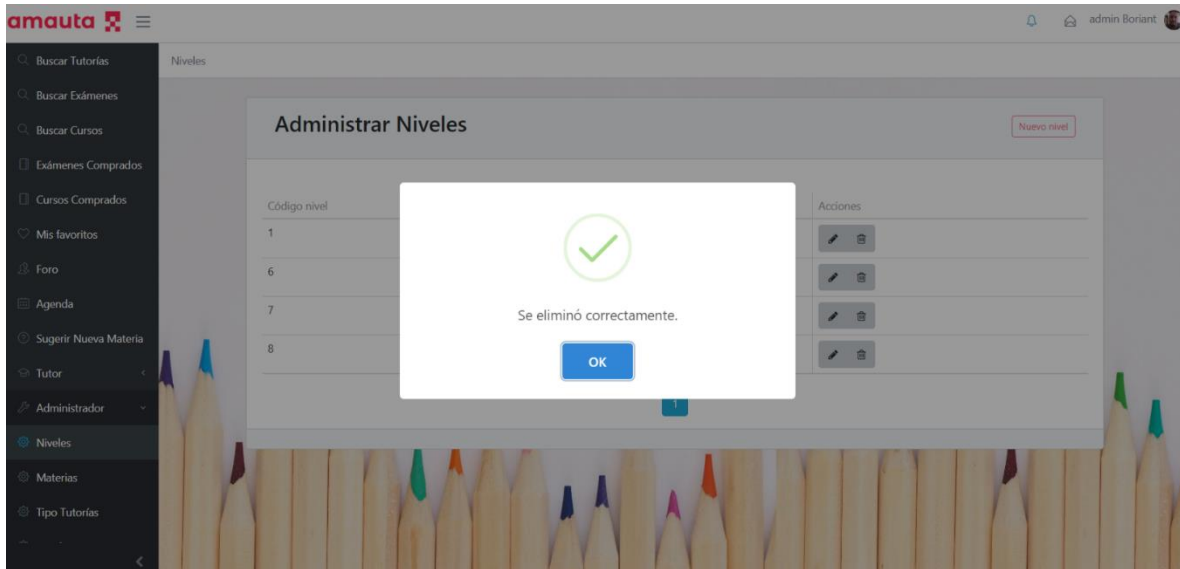 amauta
admin Boriant
Buscar Tutorías
Niveles
Buscar Exámenes
Buscar Cursos
Exámenes Comprados
Cursos Comprados
Mis favoritos
Foro
Agenda
Sugerir Nueva Materia
Tutor
Administrador
Niveles
Materias
Tipo Tutorías
Administrar Niveles
Nuevo nivel
Código nivel
Acciones
1
6
7
8
Se eliminó correctamente.
OK
1